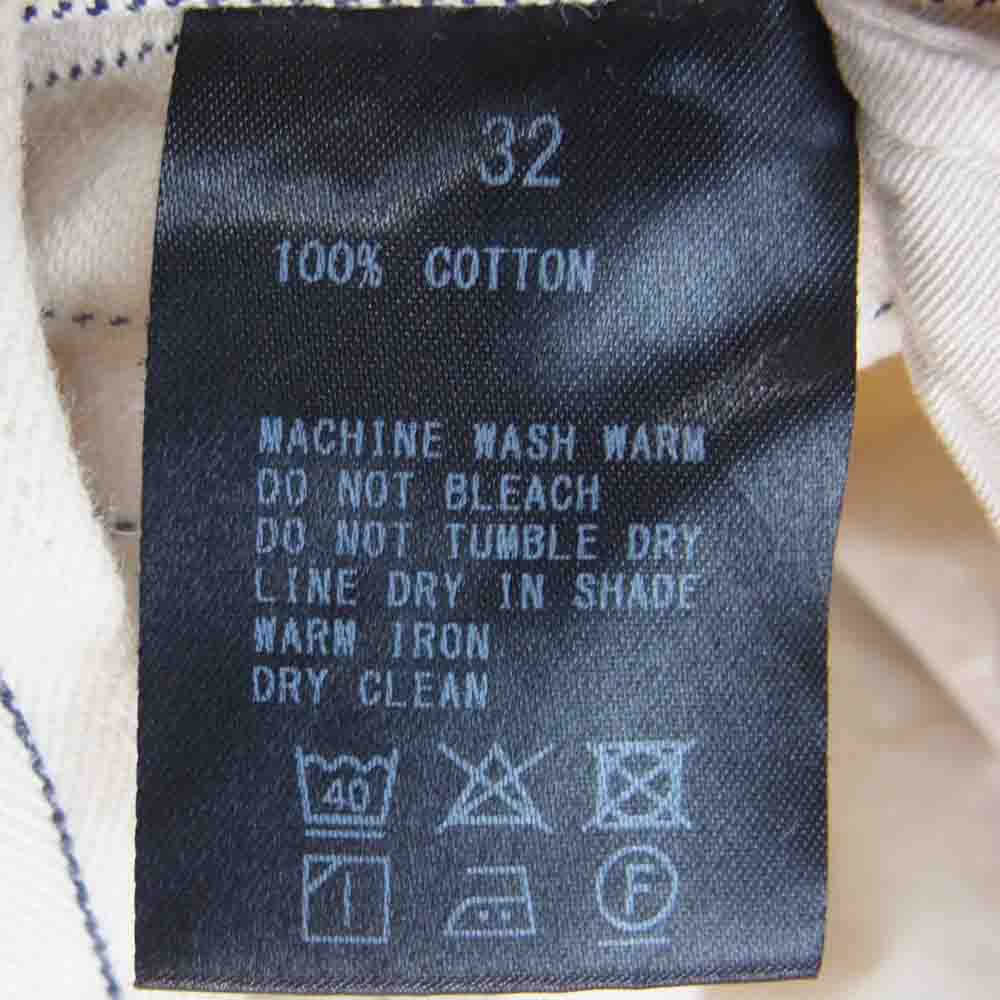 32
100% COTTON
MACHINE WASH WARM
DO NOT BLEACH
DO NOT TUMBLE DRY
LINE DRY IN SHADE
WARM IRON
DRY CLEAN
40
F